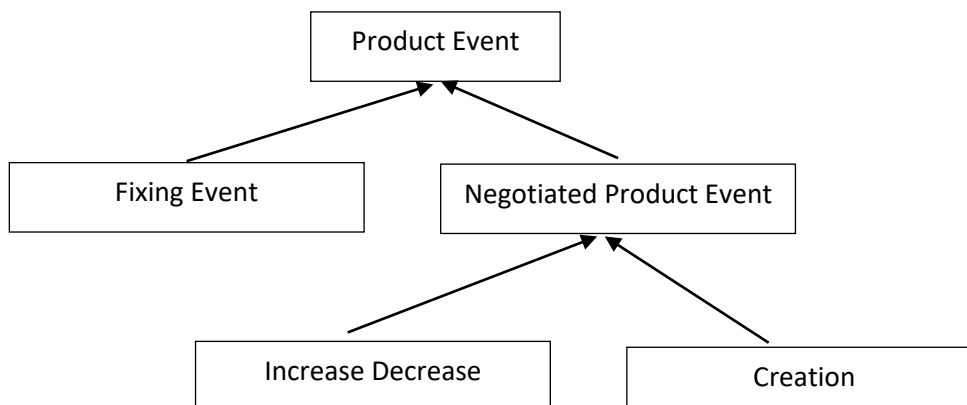 Product Event
Fixing Event
Negotiated Product Event
Increase Decrease
Creation